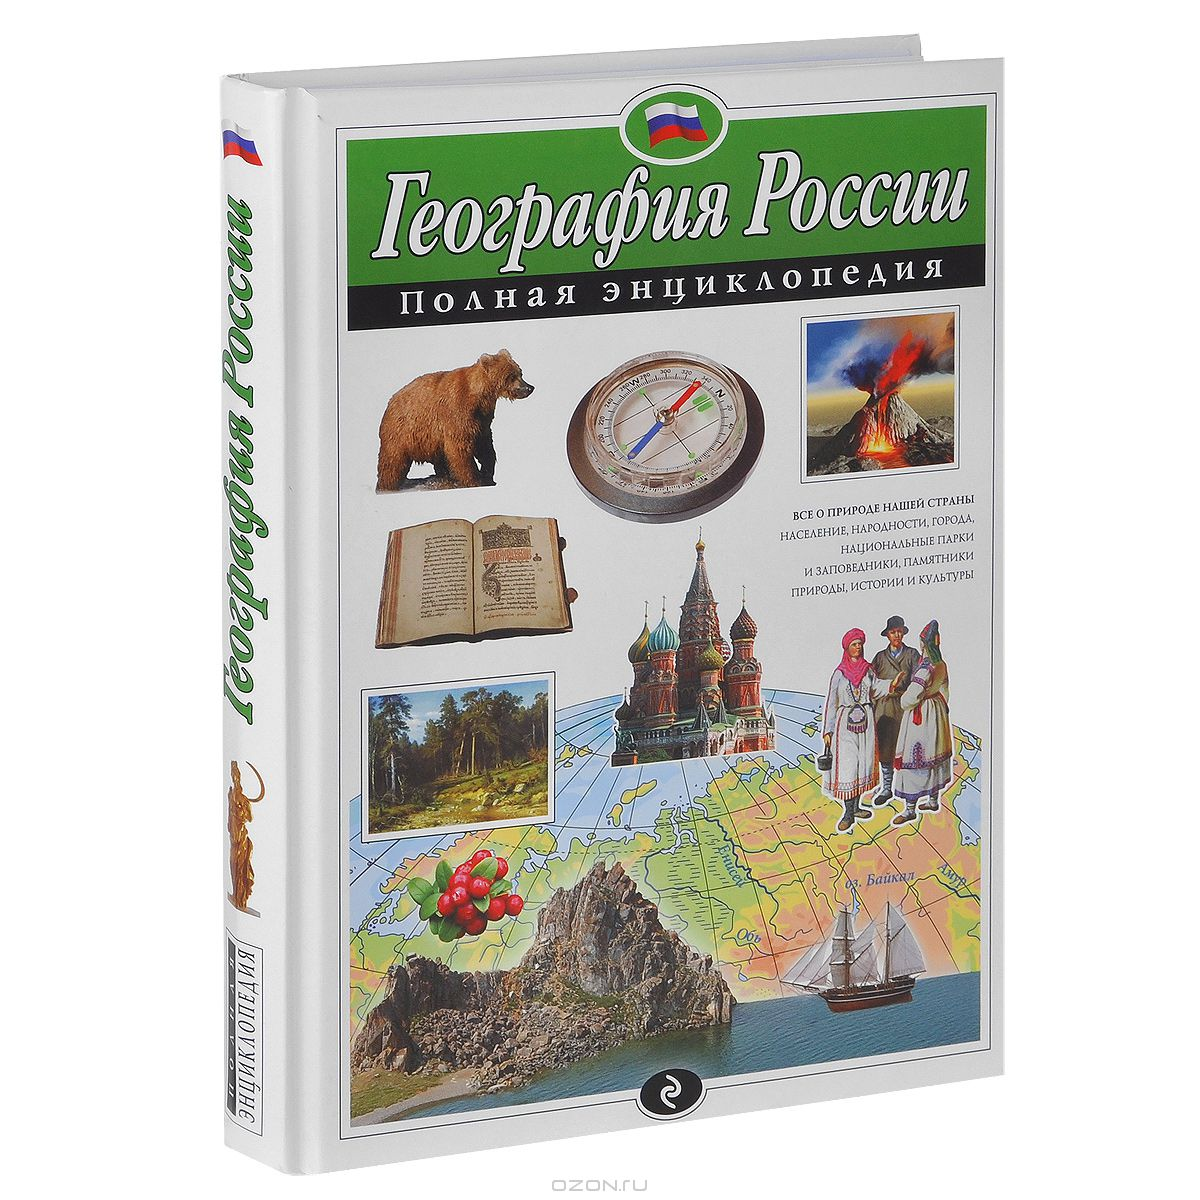 География России
Полная энциклопедия
ВСЕ О ПРИРОДЕ НАШЕЙ СТРАНЫ
НАСЕЛЕНИЕ, НАРОДНОСТИ, ГОРОДА,
НАЦИОНАЛЬНЫЕ ПАРКИ
И ЗАПОВЕДНИКИ, ПАМЯТНИКИ
ПРИРОДЫ, ИСТОРИИ И КУЛЬТУРЫ
Енисей
оз. Байкал
Амур
Обь
География России
ПОЛНАЯ
ЭНЦИКЛОПЕДИЯ
OZON.RU